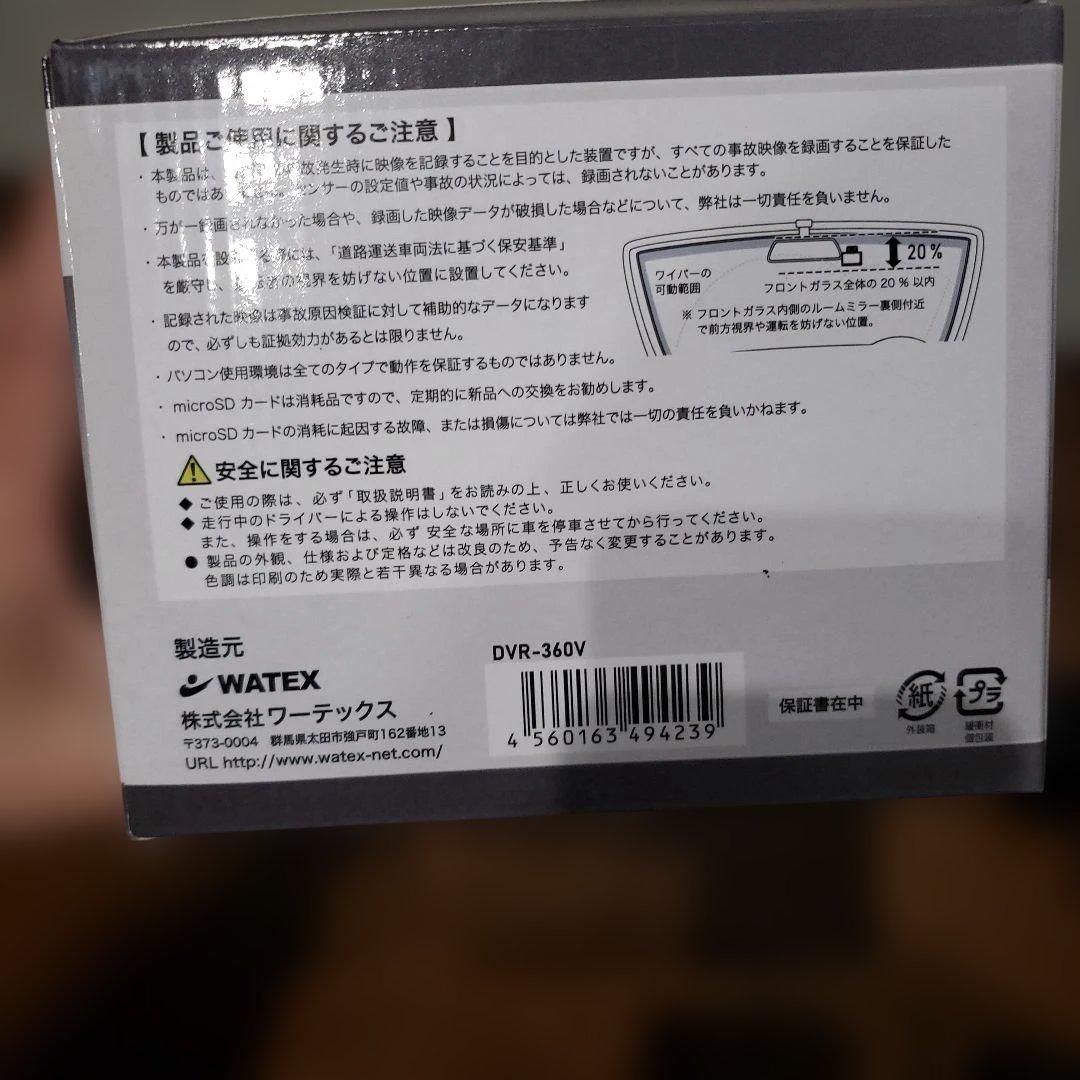 【 製品ご使用に関するご注意 】
・ 本製品は、 故発生時に映像を記録することを目的とした装置ですが、すべての事故映像を録画することを保証した
ものではあ ンサーの設定値や事故の状況によっては、録画されないことがあります。
・ 万が一録画されなかった場合や、録画した映像データが破損した場合などについて、弊社は一切責任を負いません。
・ 本製品を設 には、「道路運送車両法に基づく保安基準」
を厳守し、 の視界を妨げない位置に設置してください。
・ 記録された映像は事故原因検証に対して補助的なデータになります
ので、必ずしも証拠効力があるとは限りません。
・ パソコン使用環境は全てのタイプで動作を保証するものではありません。
・ microSD カードは消耗品ですので、定期的に新品への交換をお勧めします。
・ microSD カードの消耗に起因する故障、または損傷については弊社では一切の責任を負いかねます。
ワイパーの
可動範囲
20%
フロントガラス全体の 20 % 以内
※ フロントガラス内側のルームミラー裏側付近
で前方視界や運転を妨げない位置。
安全に関するご注意
◆ ご使用の際は、必ず「取扱説明書」をお読みの上、正しくお使いください。
◆ 走行中のドライバーによる操作はしないでください。
また、操作をする場合は、必ず 安全な場所に車を停車させてから行ってください。
● 製品の外観、仕様および定格などは改良のため、予告なく変更することがあります。
色調は印刷のため実際と若干異なる場合があります。
製造元
WATEX
株式会社ワーテックス
〒373-0004 群馬県太田市強戸町162番地13
URL http://www.watex-net.com/
DVR-360V
4 560163 494239
保証書在中
紙
外装箱
プラ
緩衝材
個包装